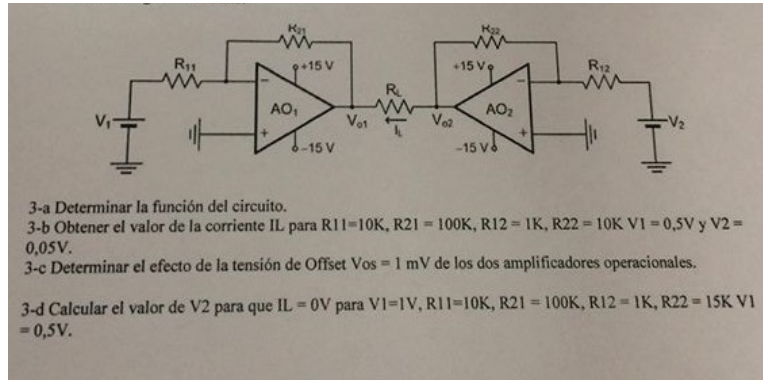 R21
R22
R11
+15 V
+15 V
R12
RL
V1
AO1
AO2
V2
Vo1
IL
Vo2
−
+
−15 V
−15 V
−
+
3-a Determinar la función del circuito.
3-b Obtener el valor de la corriente IL para R11=10K, R21 = 100K, R12 = 1K, R22 = 10K V1 = 0,5V y V2 =
0,05V.
3-c Determinar el efecto de la tensión de Offset Vos = 1 mV de los dos amplificadores operacionales.
3-d Calcular el valor de V2 para que IL = 0V para V1=1V, R11=10K, R21 = 100K, R12 = 1K, R22 = 15K V1
= 0,5V.